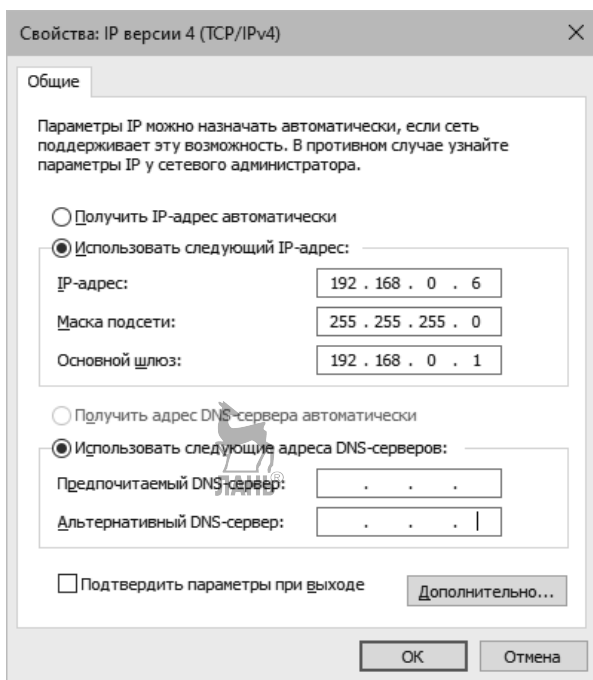 Свойства: IP версии 4 (TCP/IPv4)
Общие
Параметры IP можно назначать автоматически, если сеть
поддерживает эту возможность. В противном случае узнайте
параметры IP у сетевого администратора.
Получить IP-адрес автоматически
Использовать следующий IP-адрес:
IP-адрес: 192 . 168 . 0 . 6
Маска подсети: 255 . 255 . 255 . 0
Основной шлюз: 192 . 168 . 0 . 1
Получить адрес DNS-сервера автоматически
Использовать следующие адреса DNS-серверов:
Предпочитаемый DNS-сервер: . . .
ЛАНЬ®
Альтернативный DNS-сервер: . . .
Подтвердить параметры при выходе
Дополнительно...
ОК Отмена